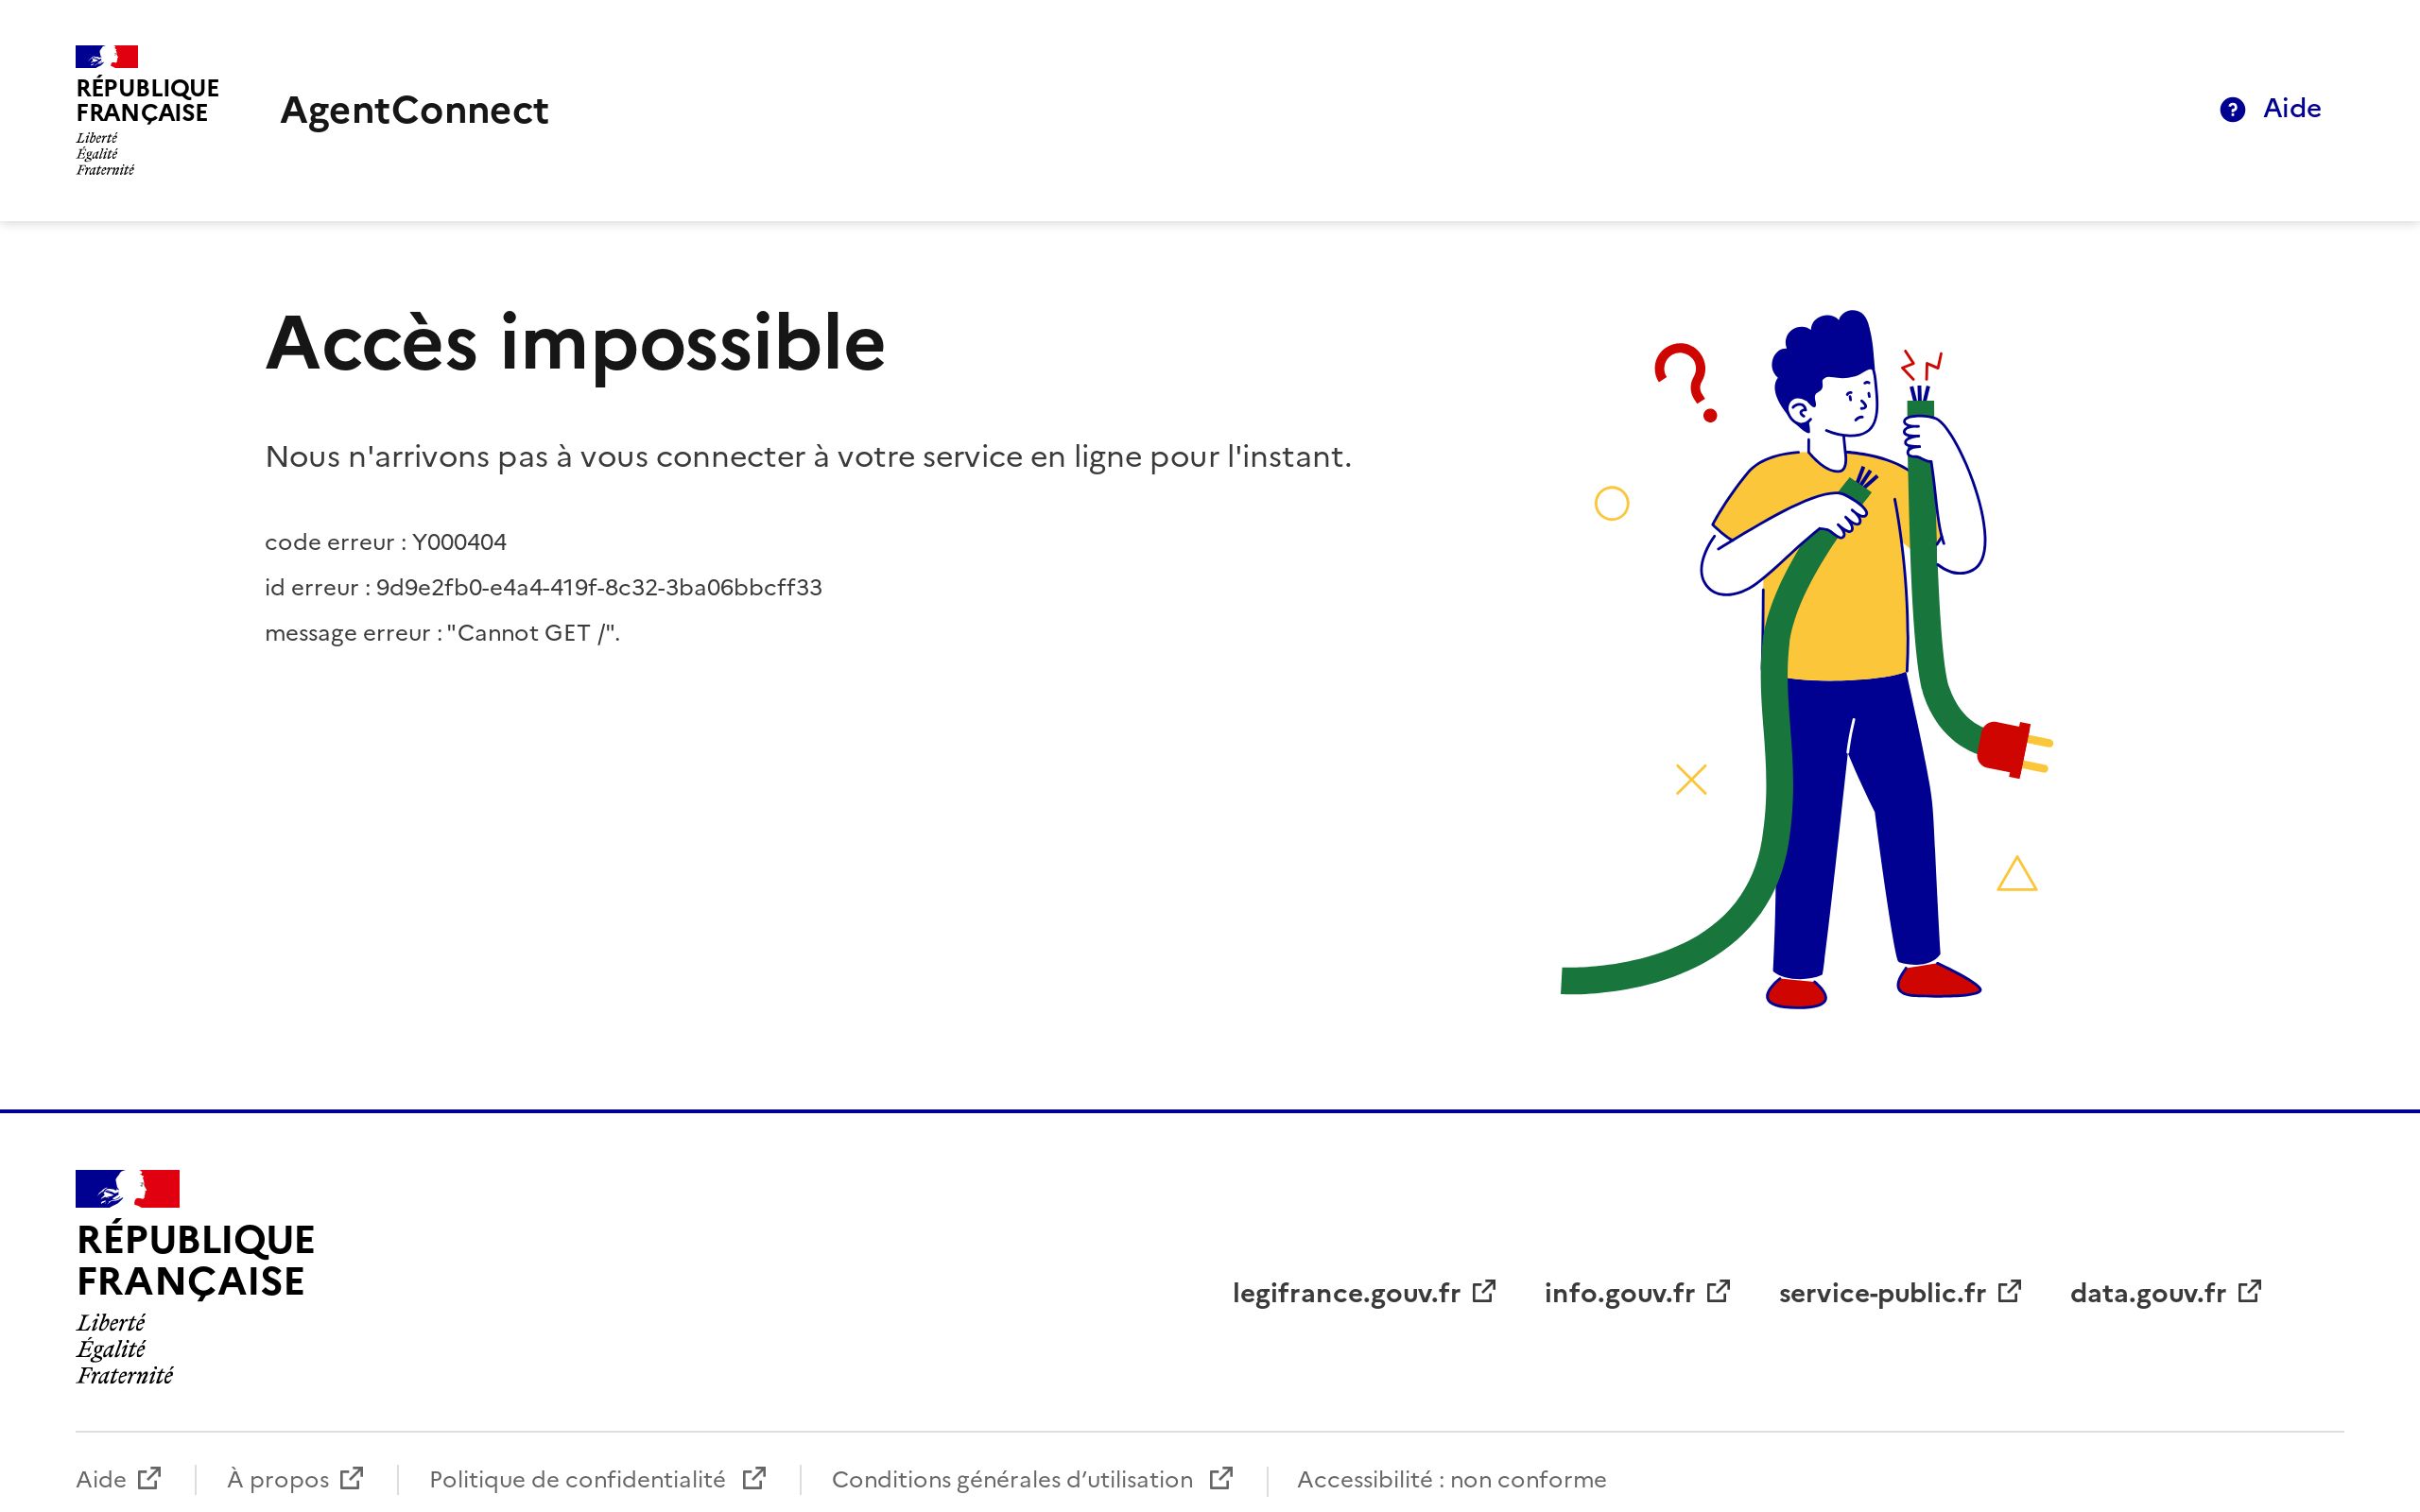 RÉPUBLIQUE
FRANÇAISE
Liberté
Égalité
Fraternité
AgentConnect
Aide
Accès impossible
Nous n'arrivons pas à vous connecter à votre service en ligne pour l'instant.
code erreur : Y000404
id erreur : 9d9e2fb0-e4a4-419f-8c32-3ba06bbcff33
message erreur : "Cannot GET /".
RÉPUBLIQUE
FRANÇAISE
Liberté
Égalité
Fraternité
legifrance.gouv.fr info.gouv.fr service-public.fr data.gouv.fr
Aide À propos Politique de confidentialité Conditions générales d’utilisation Accessibilité : non conforme